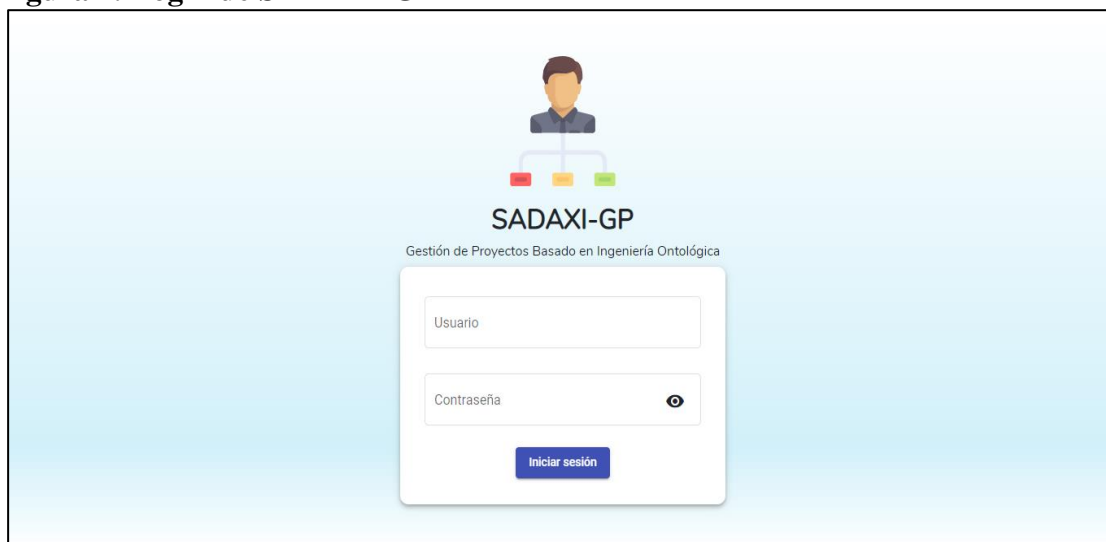 SADAXI-GP
Gestión de Proyectos Basado en Ingeniería Ontológica
Usuario
Contraseña
Iniciar sesión